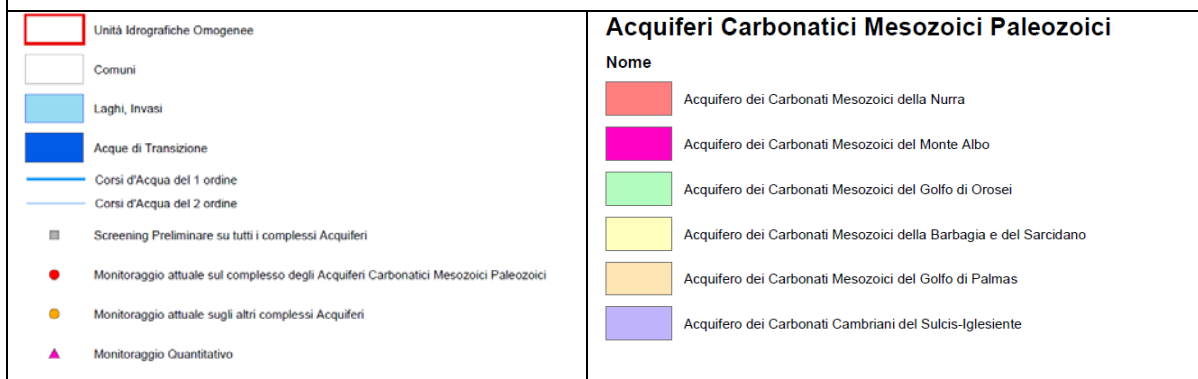 Unità Idrografiche Omogenee
Comuni
Laghi, Invasi
Acque di Transizione
Corsi d'Acqua del 1 ordine
Corsi d'Acqua del 2 ordine
Screening Preliminare su tutti i complessi Acquiferi
Monitoraggio attuale sul complesso degli Acquiferi Carbonatici Mesozoici Paleozoici
Monitoraggio attuale sugli altri complessi Acquiferi
Monitoraggio Quantitativo
Acquiferi Carbonatici Mesozoici Paleozoici
Nome
Acquifero dei Carbonati Mesozoici della Nurra
Acquifero dei Carbonati Mesozoici del Monte Albo
Acquifero dei Carbonati Mesozoici del Golfo di Orosei
Acquifero dei Carbonati Mesozoici della Barbagia e del Sarcidano
Acquifero dei Carbonati Mesozoici del Golfo di Palmas
Acquifero dei Carbonati Cambriani del Sulcis-Iglesiente